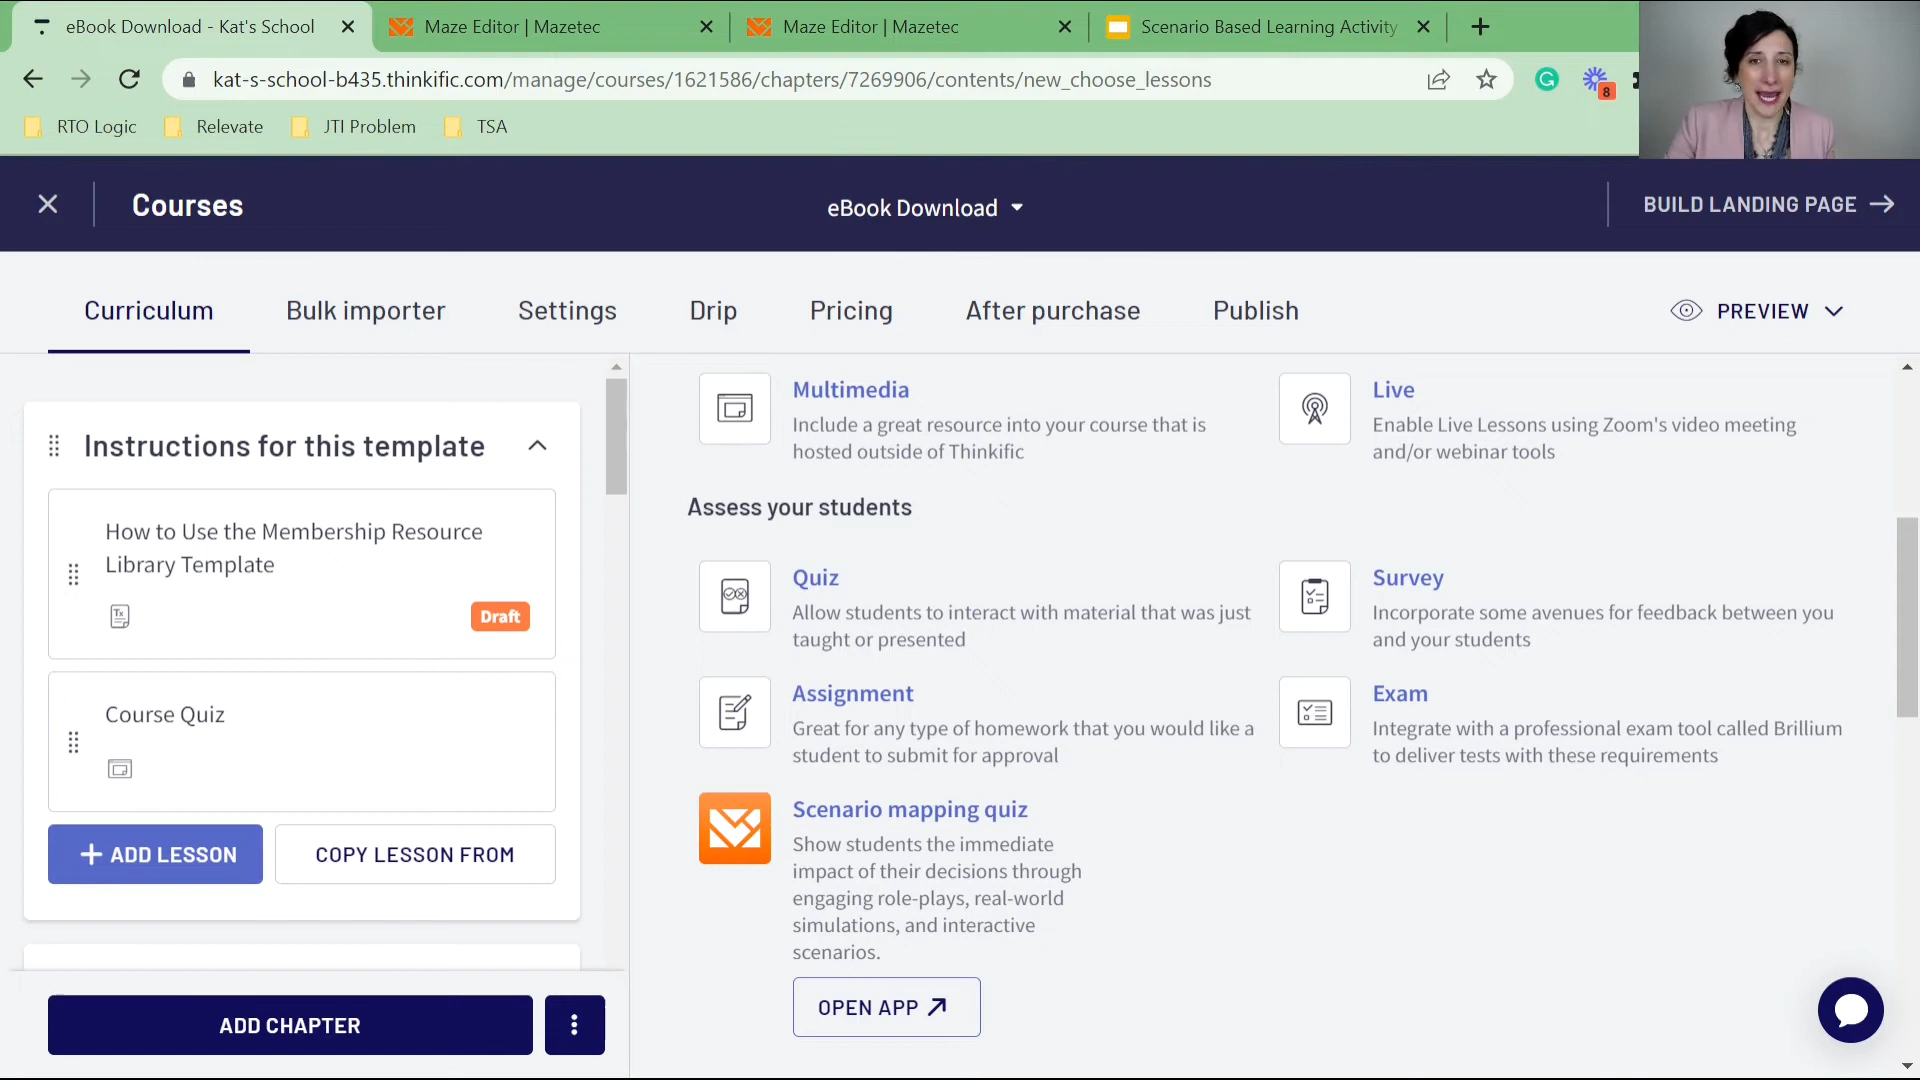 eBook Download - Kat's School
Maze Editor | Mazetec
Maze Editor | Mazetec
Scenario Based Learning Activity
kat-s-school-b435.thinkific.com/manage/courses/1621586/chapters/7269906/contents/new_choose_lessons
8
RTO Logic
Relevate
JTI Problem
TSA
Courses
eBook Download
BUILD LANDING PAGE
Curriculum
Bulk importer
Settings
Drip
Pricing
After purchase
Publish
PREVIEW
Instructions for this template
How to Use the Membership Resource
Library Template
Tx
Draft
Course Quiz
+ ADD LESSON
COPY LESSON FROM
ADD CHAPTER
Multimedia
Include a great resource into your course that is
hosted outside of Thinkific
Live
Enable Live Lessons using Zoom's video meeting
and/or webinar tools
Assess your students
Quiz
Allow students to interact with material that was just
taught or presented
Survey
Incorporate some avenues for feedback between you
and your students
Assignment
Great for any type of homework that you would like a
student to submit for approval
Exam
Integrate with a professional exam tool called Brillium
to deliver tests with these requirements
Scenario mapping quiz
Show students the immediate
impact of their decisions through
engaging role-plays, real-world
simulations, and interactive
scenarios.
OPEN APP